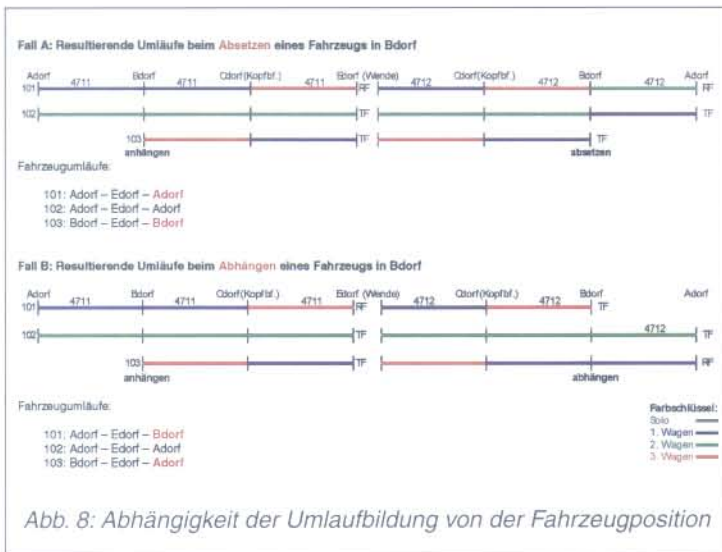 Fall A: Resultierende Umläufe beim Absetzen eines Fahrzeugs in Bdorf
Adorf Bdorf Cdorf(Kopfbf.) Edorf (Wende) Cdorf(Kopfbf.) Bdorf Adorf
4711 4711 4711 4712 4712 4712
101 RF RF
102 TF TF
103 TF TF
anhängen absetzen
Fahrzeugumläufe:
101: Adorf – Edorf – Adorf
102: Adorf – Edorf – Adorf
103: Bdorf – Edorf – Bdorf
Fall B: Resultierende Umläufe beim Abhängen eines Fahrzeugs in Bdorf
Adorf Bdorf Cdorf(Kopfbf.) Edorf (Wende) Cdorf(Kopfbf.) Bdorf Adorf
4711 4711 4711 4712 4712
101 RF TF
4712
102 TF TF
103 TF RF
anhängen abhängen
Fahrzeugumläufe:
101: Adorf – Edorf – Bdorf
102: Adorf – Edorf – Adorf
103: Bdorf – Edorf – Adorf
Farbschlüssel:
Solo
1. Wagen
2. Wagen
3. Wagen
Abb. 8: Abhängigkeit der Umlaufbildung von der Fahrzeugposition